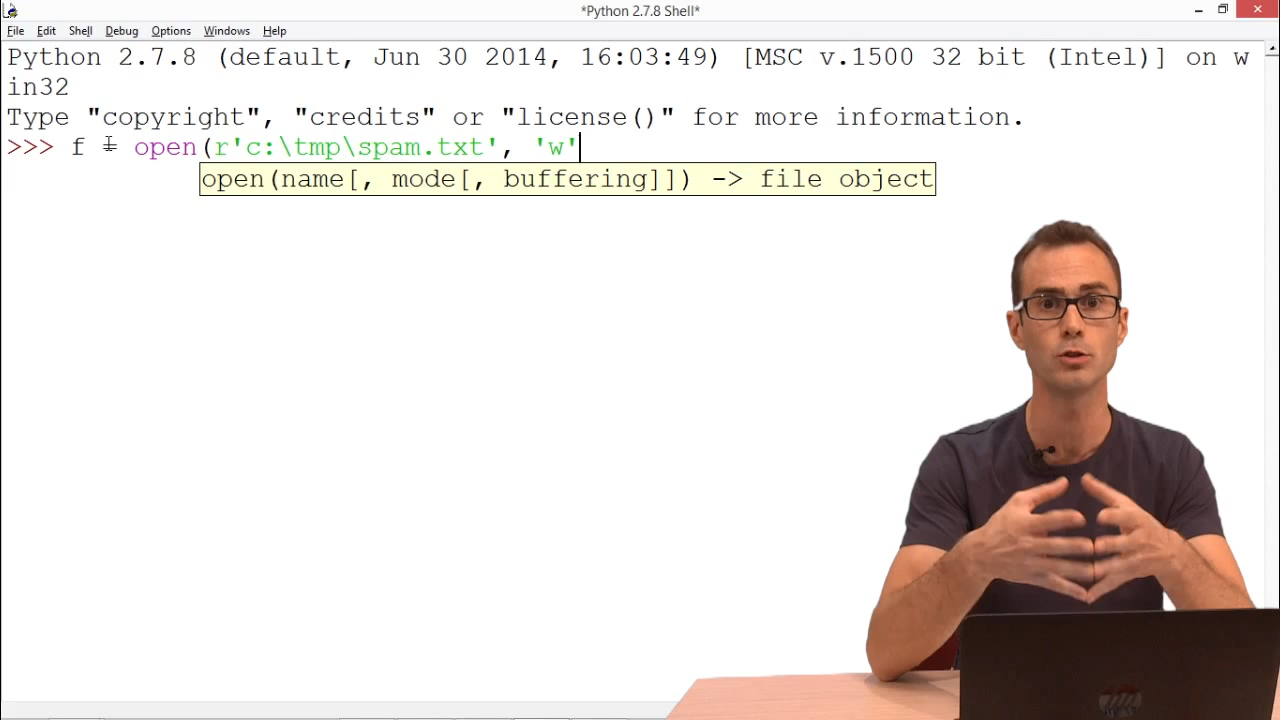 *Python 2.7.8 Shell*
File Edit Shell Debug Options Windows Help
Python 2.7.8 (default, Jun 30 2014, 16:03:49) [MSC v.1500 32 bit (Intel)] on w
in32
Type "copyright", "credits" or "license()" for more information.
>>> f = open(r'c:\tmp\spam.txt', 'w'
open(name[, mode[, buffering]]) -> file object